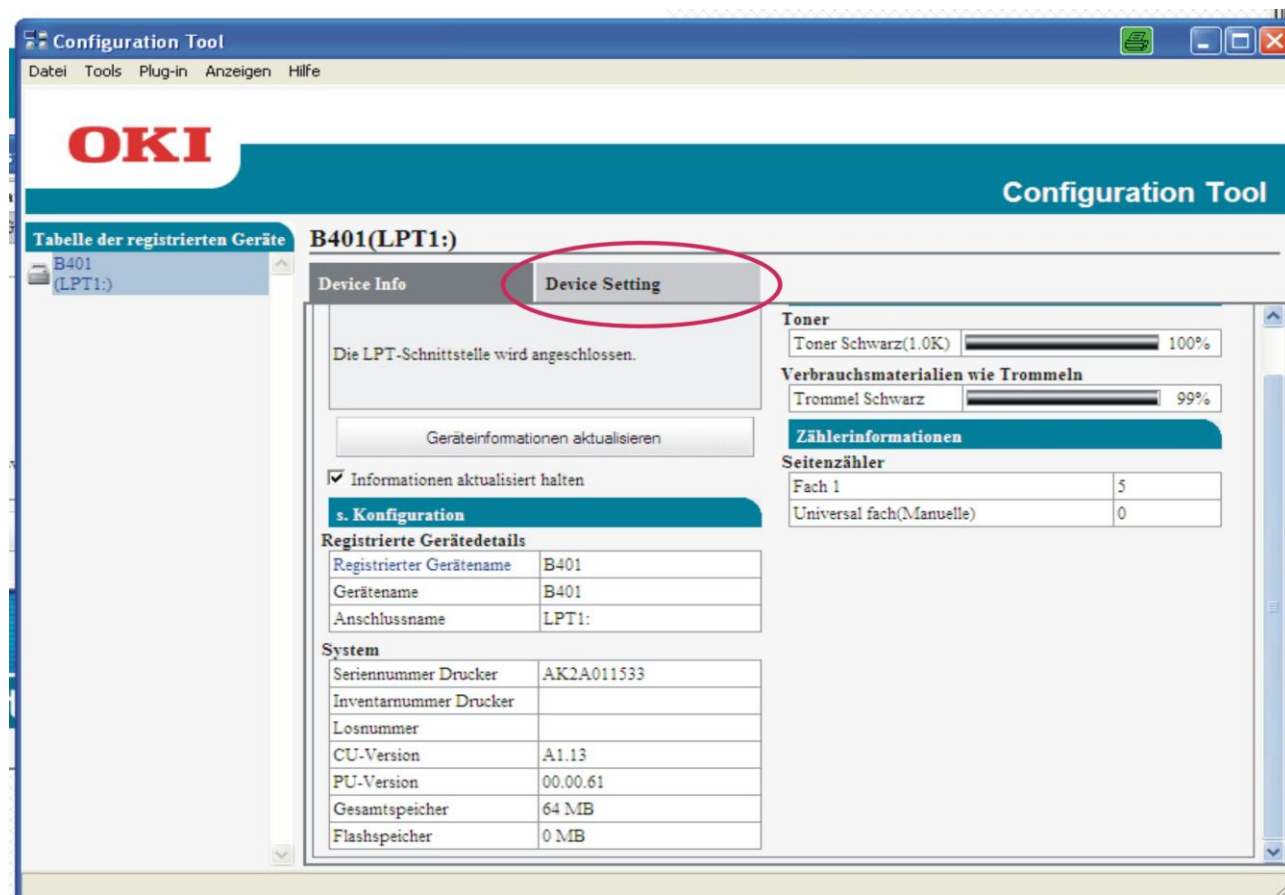 Configuration Tool
Datei Tools Plug-in Anzeigen Hilfe
OKI
Configuration Tool
Tabelle der registrierten Geräte
B401
(LPT1:)
B401(LPT1:)
Device Info Device Setting
Die LPT-Schnittstelle wird angeschlossen.
Geräteinformationen aktualisieren
Informationen aktualisiert halten
s. Konfiguration
Registrierte Gerätedetails
Registrierter Gerätename B401
Gerätename B401
Anschlussname LPT1:
System
Seriennummer Drucker AK2A011533
Inventarnummer Drucker
Losnummer
CU-Version A1.13
PU-Version 00.00.61
Gesamtspeicher 64 MB
Flashspeicher 0 MB
Toner
Toner Schwarz(1.0K) 100%
Verbrauchsmaterialien wie Trommeln
Trommel Schwarz 99%
Zählerinformationen
Seitenzähler
Fach 1 5
Universal fach(Manuelle) 0